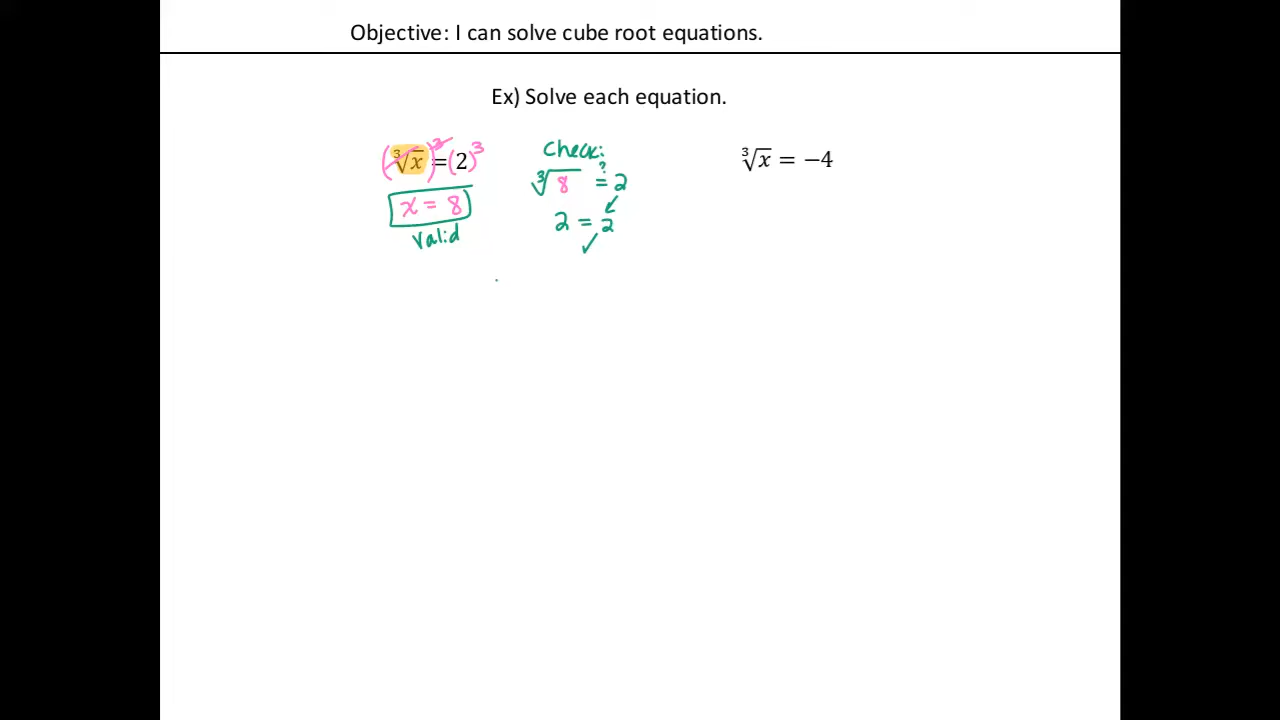 Objective: I can solve cube root equations.
Ex) Solve each equation.
(∛x)³ = (2)³
x = 8
valid
Check:
∛8 ≟ 2
2 = 2 ✓
∛x = −4